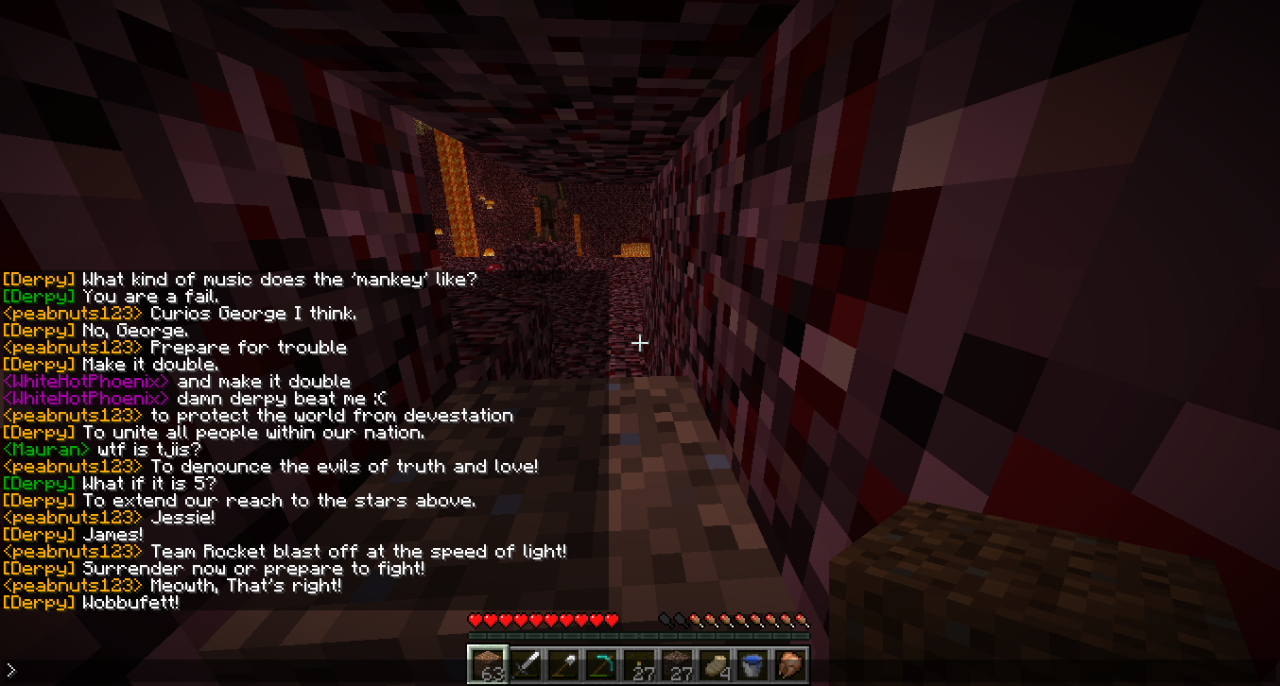 [Derpy] What kind of music does the 'mankey' like?
[Derpy] You are a fail.
<peabnuts123> Curios George I think.
[Derpy] No, George.
<peabnuts123> Prepare for trouble
[Derpy] Make it double.
<WhiteHotPhoenix> and make it double
<WhiteHotPhoenix> damn derpy beat me :(
<peabnuts123> to protect the world from devestation
[Derpy] To unite all people within our nation.
<Mauran> wtf is tjis?
<peabnuts123> To denounce the evils of truth and love!
[Derpy] What if it is 5?
[Derpy] To extend our reach to the stars above.
<peabnuts123> Jessie!
[Derpy] James!
<peabnuts123> Team Rocket blast off at the speed of light!
[Derpy] Surrender now or prepare to fight!
<peabnuts123> Meowth, That's right!
[Derpy] Wobbufett!
>
63 27 27 4